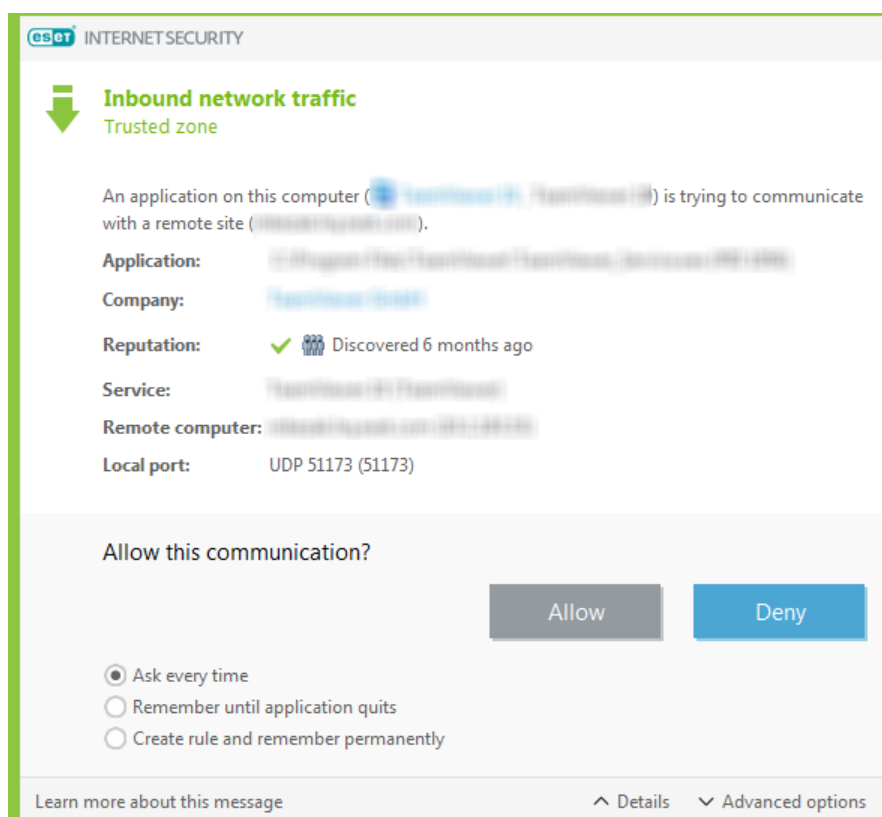 eset INTERNET SECURITY
Inbound network traffic
Trusted zone
An application on this computer ( ) is trying to communicate
with a remote site ( ).
Application:
Company:
Reputation: Discovered 6 months ago
Service:
Remote computer:
Local port: UDP 51173 (51173)
Allow this communication?
Allow Deny
Ask every time
Remember until application quits
Create rule and remember permanently
Learn more about this message Details Advanced options